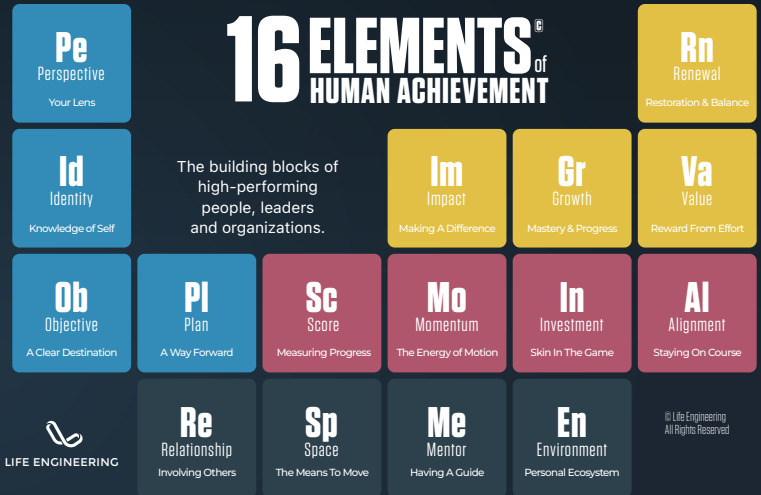 Pe
Perspective
Your Lens
16 ELEMENTS©
of
HUMAN ACHIEVEMENT
Rn
Renewal
Restoration & Balance
Id
Identity
Knowledge of Self
The building blocks of
high-performing
people, leaders
and organizations.
Im
Impact
Making A Difference
Gr
Growth
Mastery & Progress
Va
Value
Reward From Effort
Ob
Objective
A Clear Destination
Pl
Plan
A Way Forward
Sc
Score
Measuring Progress
Mo
Momentum
The Energy of Motion
In
Investment
Skin In The Game
Al
Alignment
Staying On Course
LIFE ENGINEERING
Re
Relationship
Involving Others
Sp
Space
The Means To Move
Me
Mentor
Having A Guide
En
Environment
Personal Ecosystem
© Life Engineering
All Rights Reserved